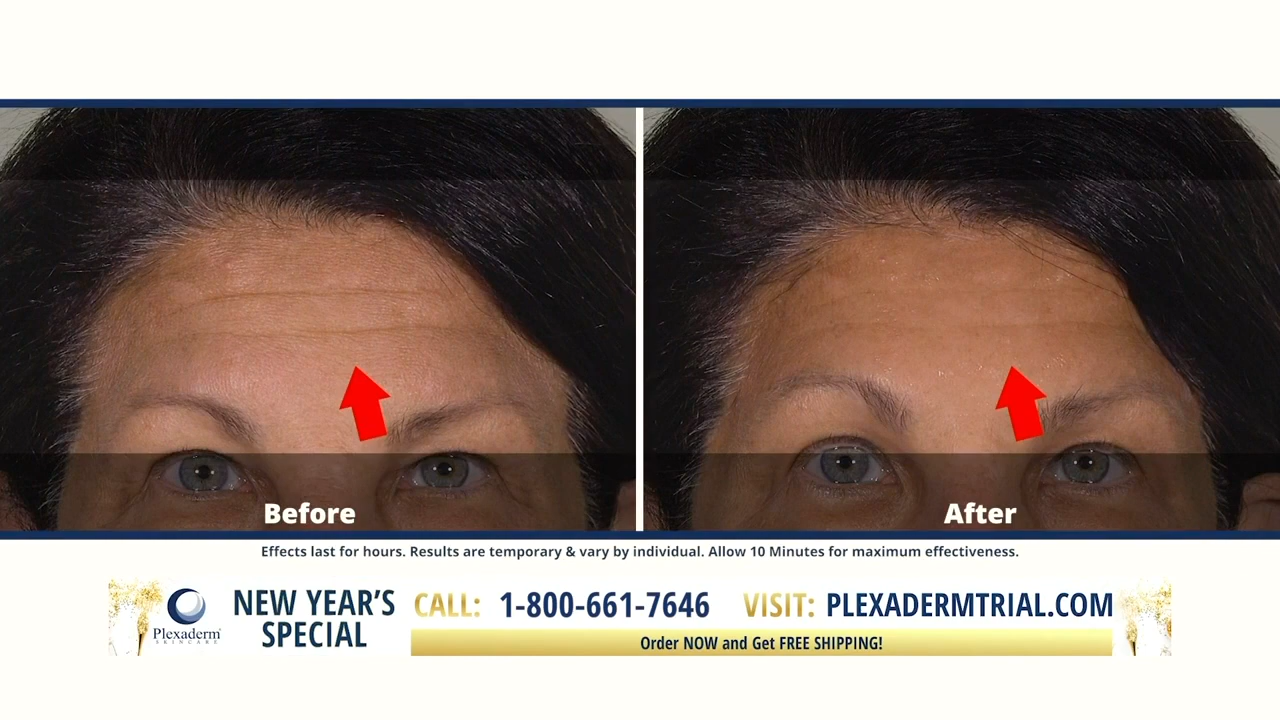 Before
After
Effects last for hours. Results are temporary & vary by individual. Allow 10 Minutes for maximum effectiveness.
Plexaderm
SKINCARE
NEW YEAR'S
SPECIAL
CALL: 1-800-661-7646 VISIT: PLEXADERMTRIAL.COM
Order NOW and Get FREE SHIPPING!